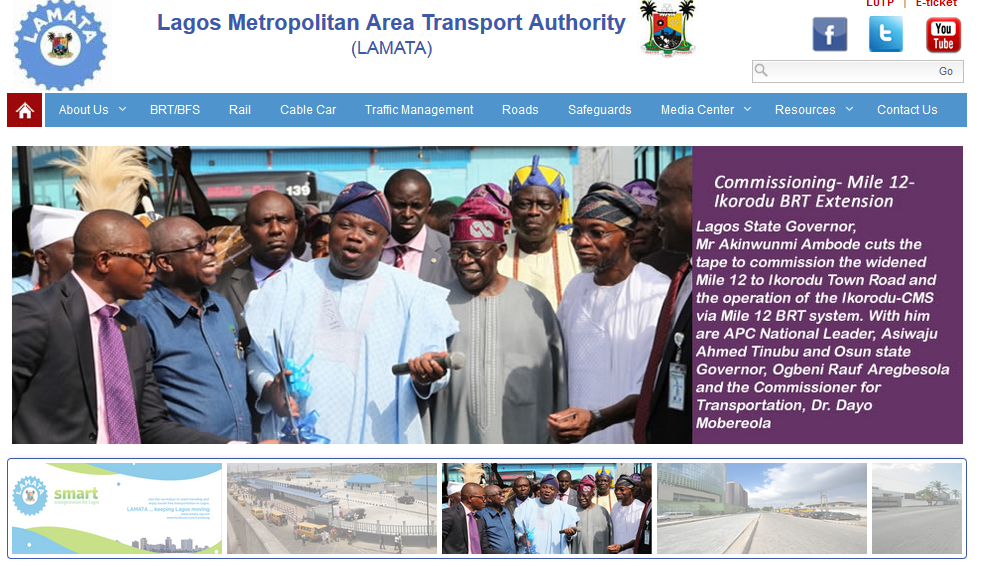 LUTP | E-ticket
LAMATA
Lagos Metropolitan Area Transport Authority
(LAMATA)
You
Tube
Go
About Us
BRT/BFS
Rail
Cable Car
Traffic Management
Roads
Safeguards
Media Center
Resources
Contact Us
139
Commissioning- Mile 12-
Ikorodu BRT Extension
Lagos State Governor,
Mr Akinwunmi Ambode cuts the
tape to commission the widened
Mile 12 to Ikorodu Town Road and
the operation of the Ikorodu-CMS
via Mile 12 BRT system. With him
are APC National Leader, Asiwaju
Ahmed Tinubu and Osun state
Governor, Ogbeni Rauf Aregbesola
and the Commissioner for
Transportation, Dr. Dayo
Mobereola
LAMATA
smart
LAMATA ... keeping Lagos moving